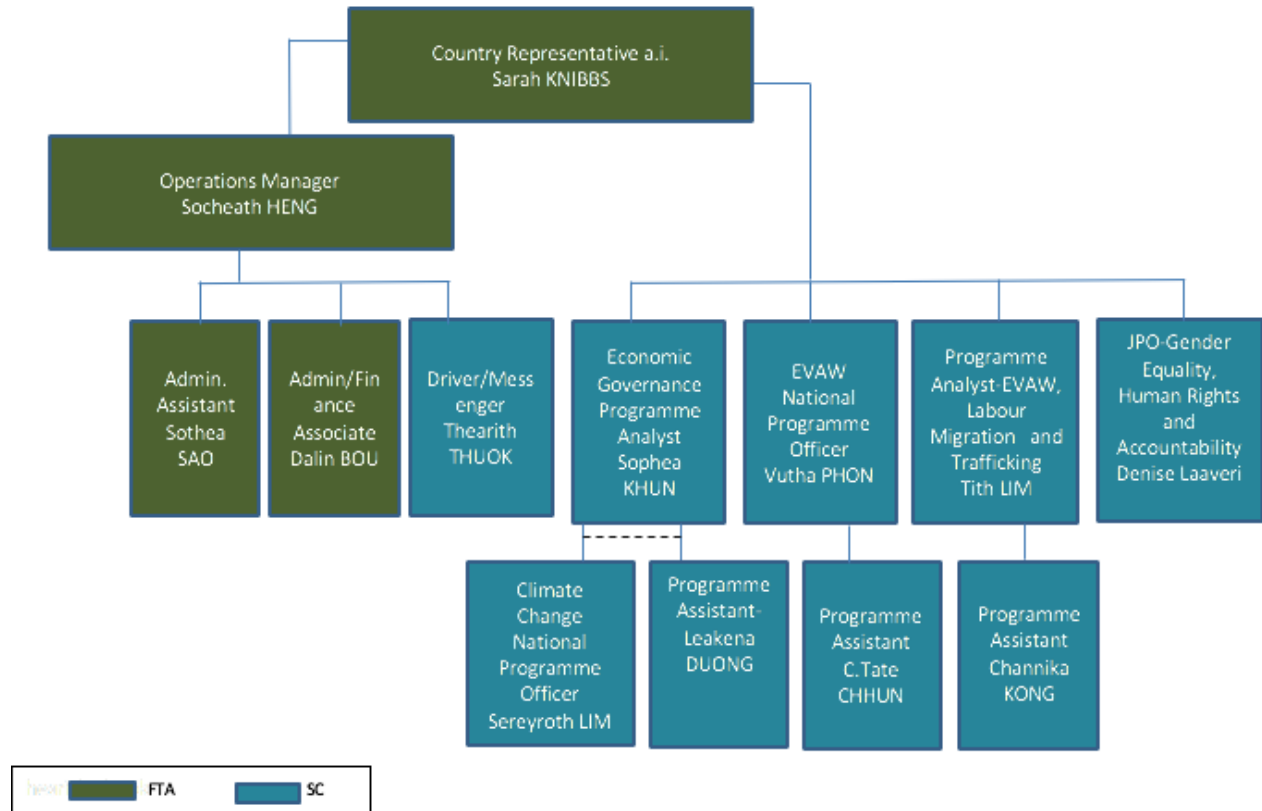 Country Representative a.i.
Sarah KNIBBS
Operations Manager
Socheath HENG
Admin.
Assistant
Sothea
SAO
Admin/Fin
ance
Associate
Dalin BOU
Driver/Mess
enger
Thearith
THUOK
Economic
Governance
Programme
Analyst
Sophea
KHUN
EVAW
National
Programme
Officer
Vutha PHON
Programme
Analyst-EVAW,
Labour
Migration and
Trafficking
Tith LIM
JPO-Gender
Equality,
Human Rights
and
Accountability
Denise Laaveri
Climate
Change
National
Programme
Officer
Sereyroth LIM
Programme
Assistant-
Leakena
DUONG
Programme
Assistant
C.Tate
CHHUN
Programme
Assistant
Channika
KONG
FTA
SC